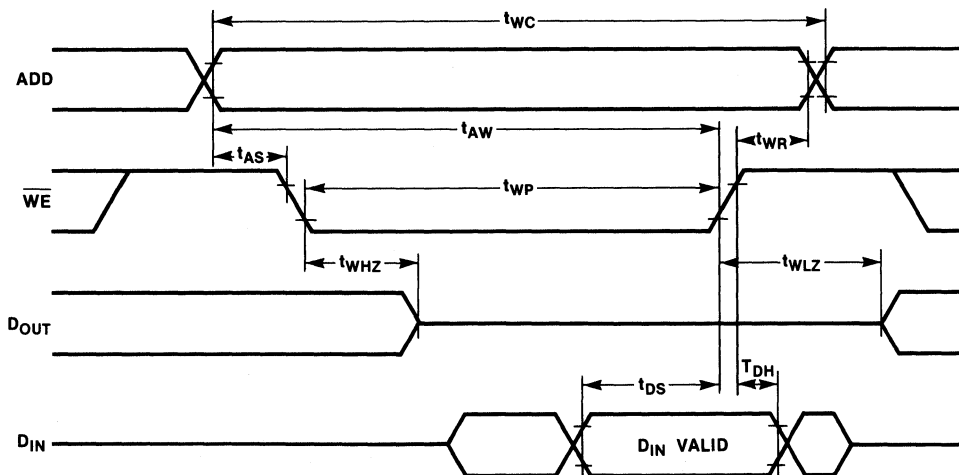 tWC
ADD
tAW
tAS
tWR
WE
tWP
tWHZ
tWLZ
DOUT
TDH
tDS
DIN
DIN VALID